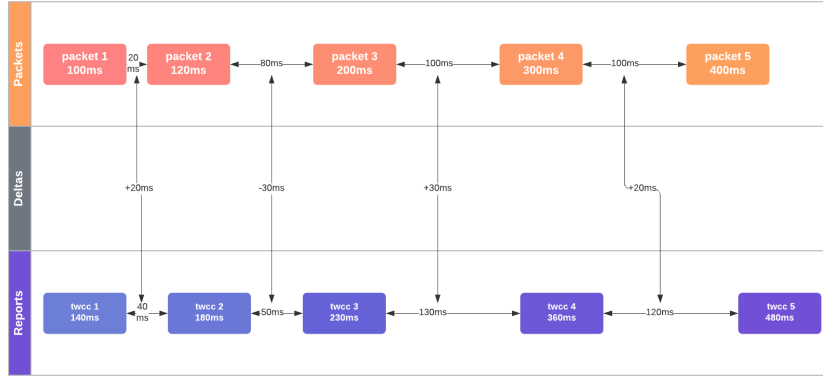 Packets
packet 1
100ms
20
ms
packet 2
120ms
80ms
packet 3
200ms
100ms
packet 4
300ms
100ms
packet 5
400ms
Deltas
+20ms
-30ms
+30ms
+20ms
Reports
twcc 1
140ms
40
ms
twcc 2
180ms
50ms
twcc 3
230ms
130ms
twcc 4
360ms
120ms
twcc 5
480ms